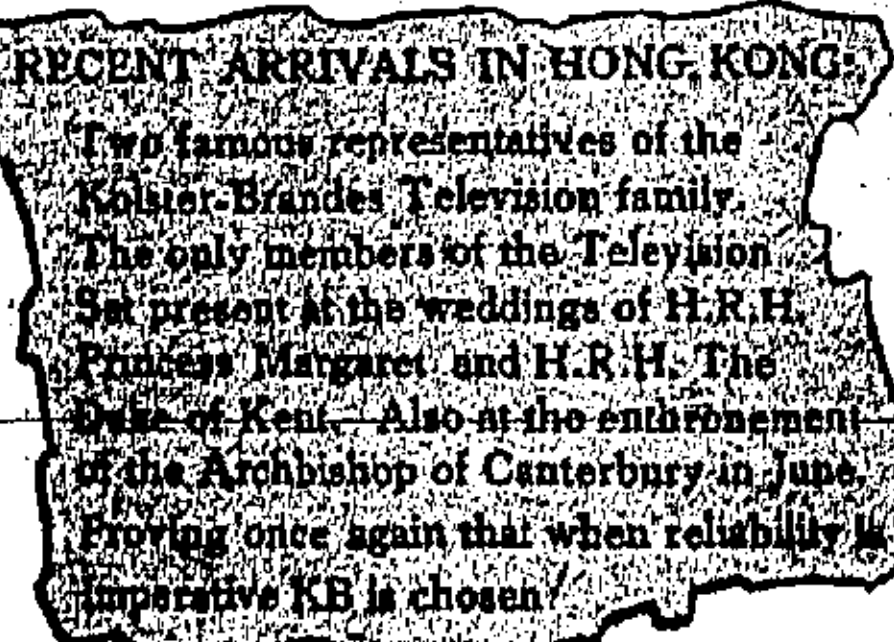 RECENT ARRIVALS IN HONG KONG
Two famous representatives of the
Kolster-Brandes Television family.
The only members of the Television
Set present at the weddings of H.R.H.
Princess Margaret and H.R.H. The
Duke of Kent. Also at the enthronement
of the Archbishop of Canterbury in June.
Proving once again that when reliability is
imperative KB is chosen